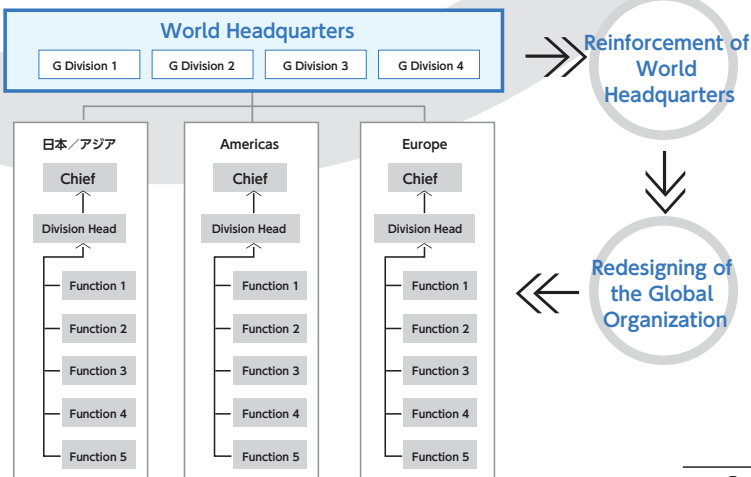 World Headquarters
G Division 1
G Division 2
G Division 3
G Division 4
Reinforcement of
World
Headquarters
Redesigning of
the Global
Organization
日本／アジア
Chief
Division Head
Function 1
Function 2
Function 3
Function 4
Function 5
Americas
Chief
Division Head
Function 1
Function 2
Function 3
Function 4
Function 5
Europe
Chief
Division Head
Function 1
Function 2
Function 3
Function 4
Function 5